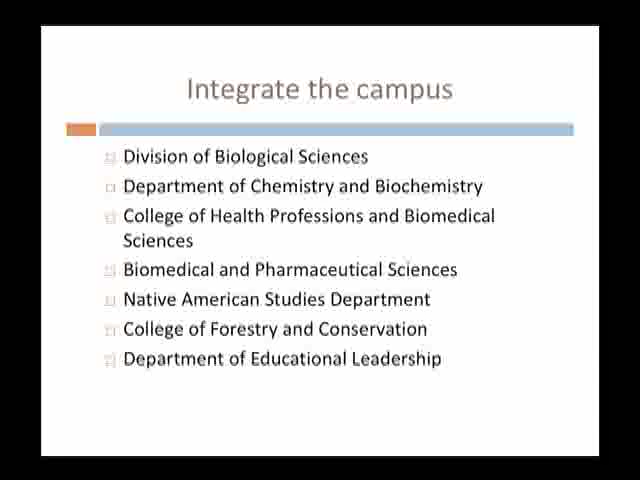 Integrate the campus
Division of Biological Sciences
Department of Chemistry and Biochemistry
College of Health Professions and Biomedical
Sciences
Biomedical and Pharmaceutical Sciences
Native American Studies Department
College of Forestry and Conservation
Department of Educational Leadership